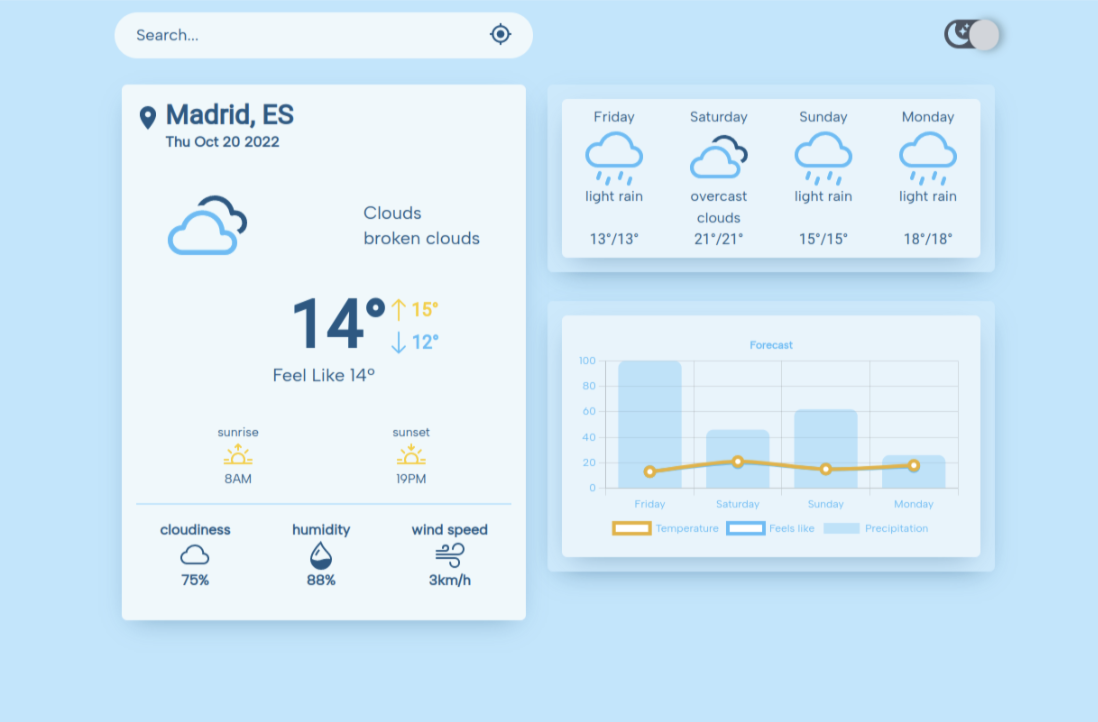 Search...
Madrid, ES
Thu Oct 20 2022
Clouds
broken clouds
14°
15°
12°
Feel Like 14°
sunrise
8AM
sunset
19PM
cloudiness
75%
humidity
88%
wind speed
3km/h
Friday
light rain
13°/13°
Saturday
overcast
clouds
21°/21°
Sunday
light rain
15°/15°
Monday
light rain
18°/18°
Forecast
100
80
60
40
20
0
Friday Saturday Sunday Monday
Temperature Feels like Precipitation